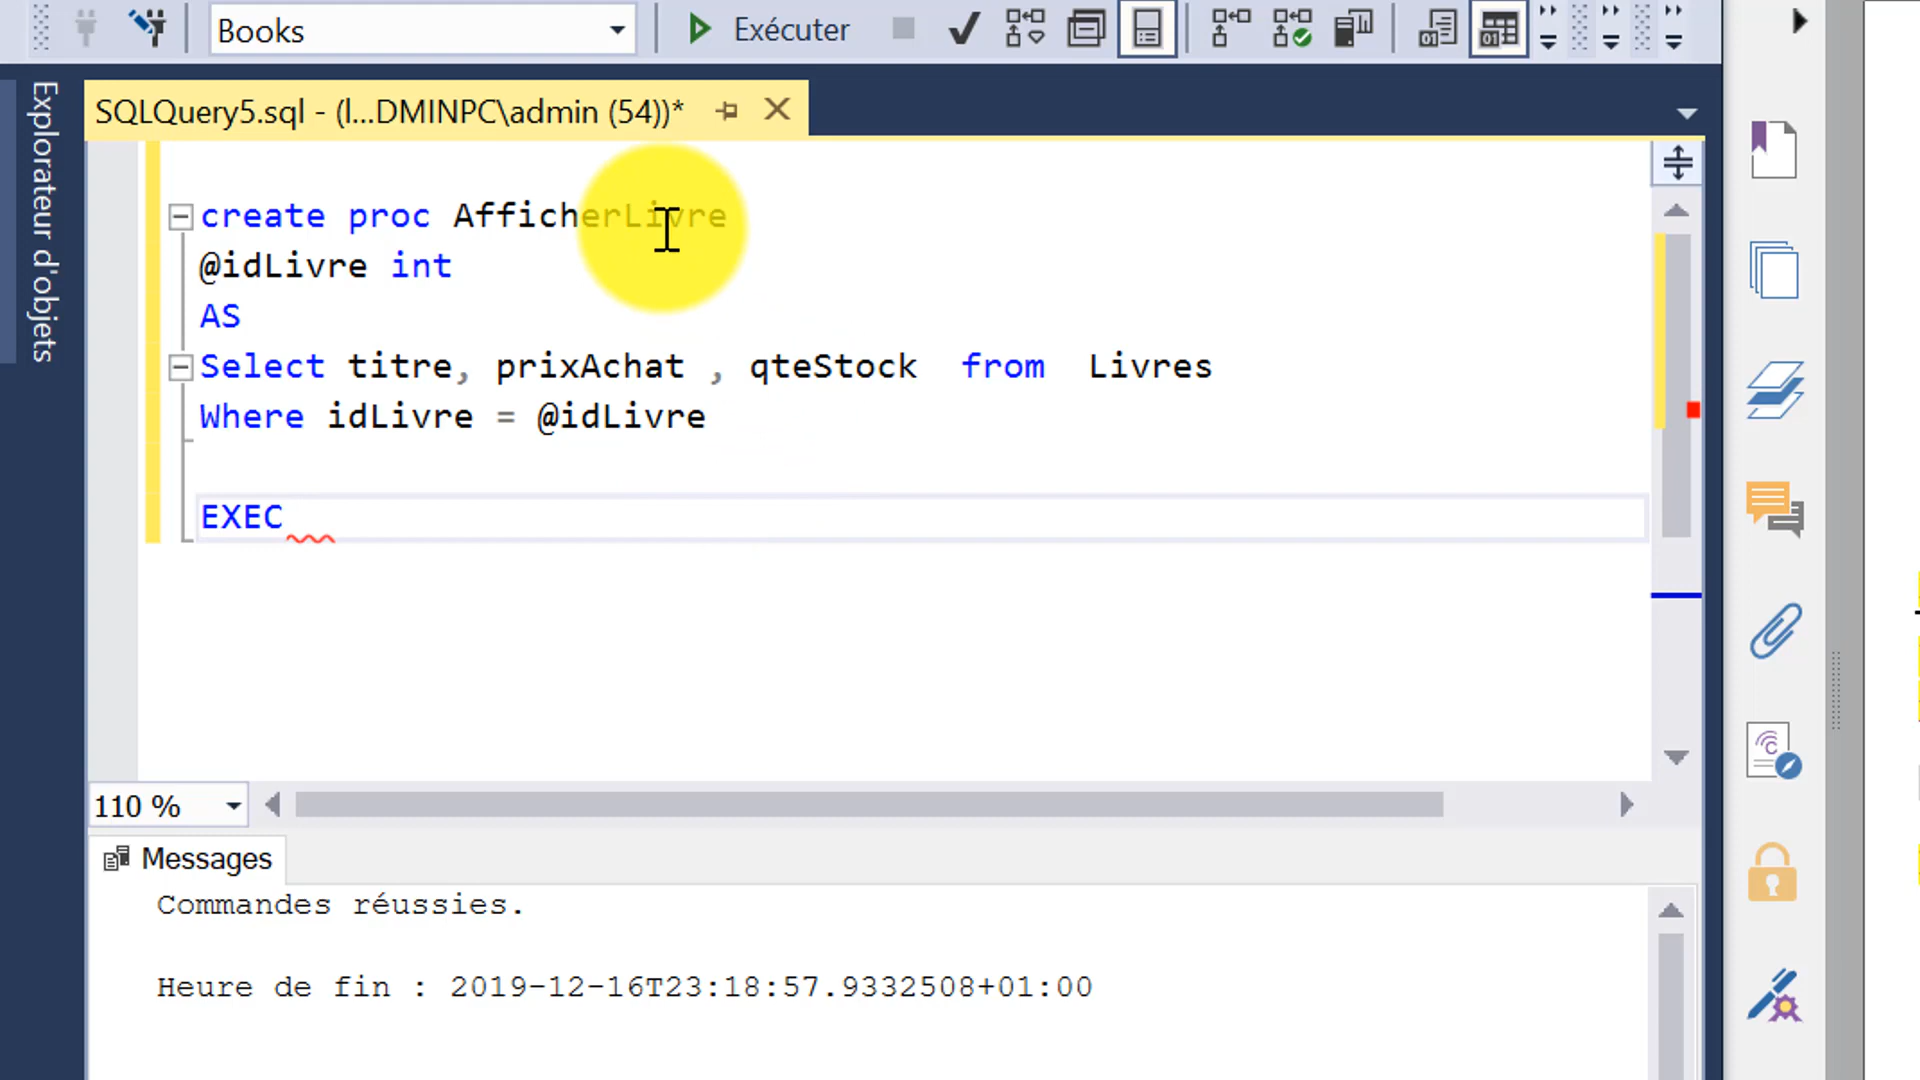 Books
Exécuter
SQLQuery5.sql - (l...DMINPC\admin (54))*
Explorateur d'objets
create proc AfficherLivre
@idLivre int
AS
Select titre, prixAchat , qteStock from Livres
Where idLivre = @idLivre
EXEC
110 %
Messages
Commandes réussies.
Heure de fin : 2019-12-16T23:18:57.9332508+01:00